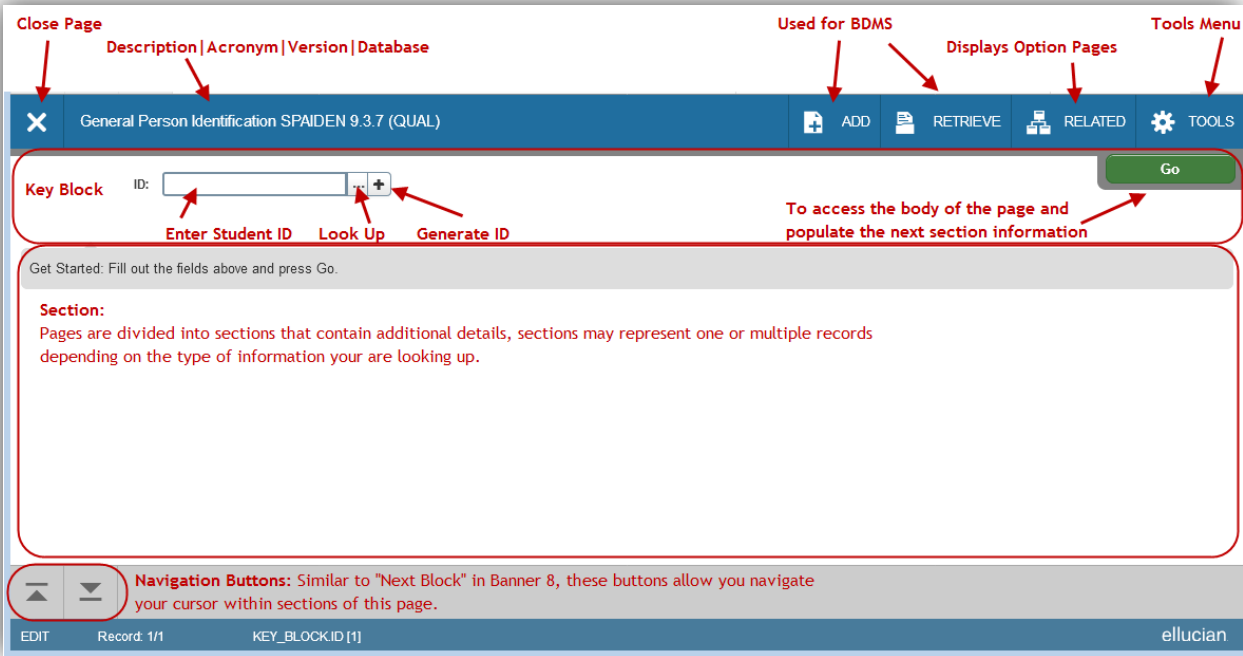 Close Page
Used for BDMS
Tools Menu
Description|Acronym|Version|Database
Displays Option Pages
General Person Identification SPAIDEN 9.3.7 (QUAL)
ADD
RETRIEVE
RELATED
TOOLS
Key Block
ID:
...
Go
Enter Student ID
Look Up
Generate ID
To access the body of the page and
populate the next section information
Get Started: Fill out the fields above and press Go.
Section:
Pages are divided into sections that contain additional details, sections may represent one or multiple records
depending on the type of information your are looking up.
Navigation Buttons: Similar to "Next Block" in Banner 8, these buttons allow you navigate
your cursor within sections of this page.
EDIT
Record: 1/1
KEY_BLOCK.ID [1]
ellucian